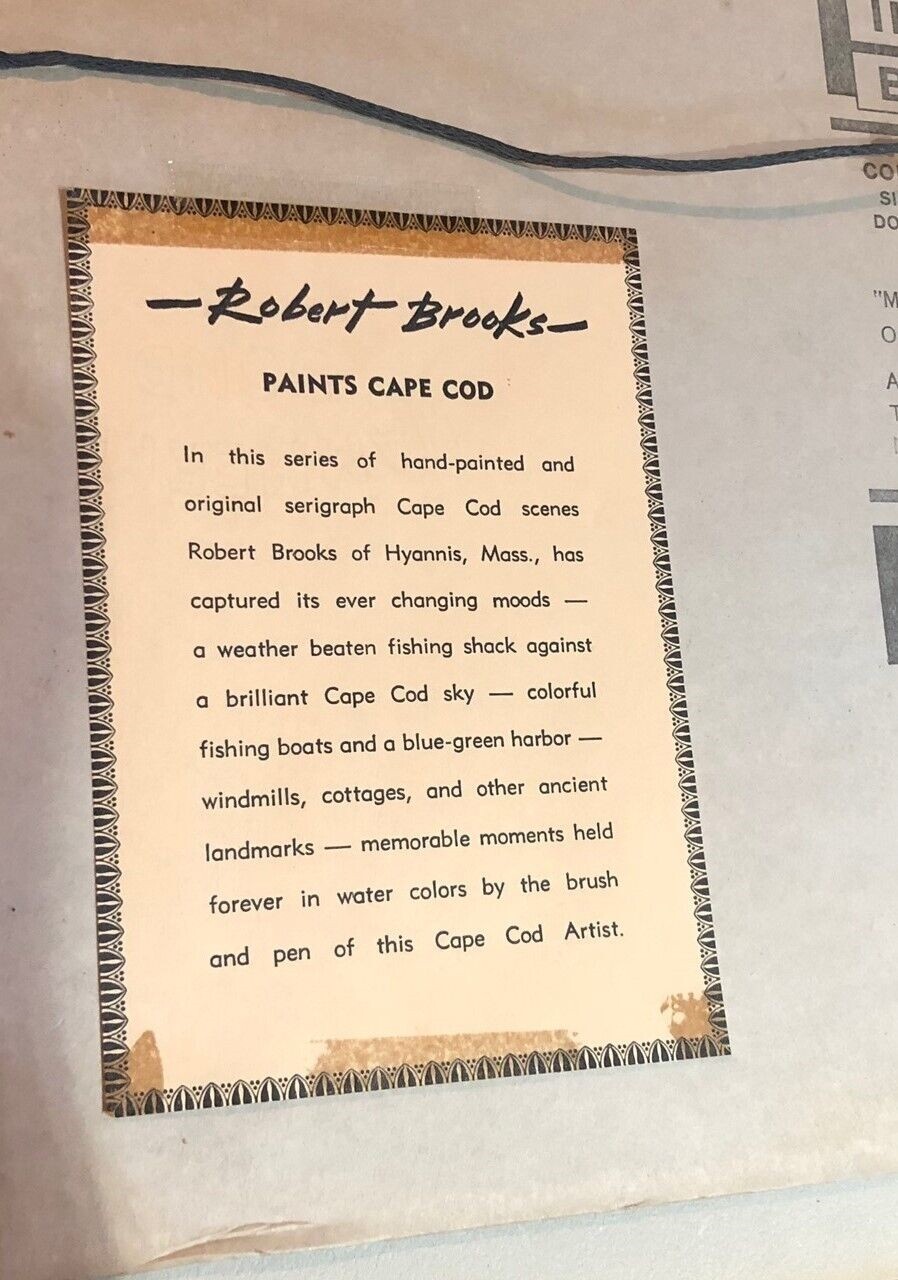 — Robert Brooks —
PAINTS CAPE COD
In this series of hand-painted and
original serigraph Cape Cod scenes
Robert Brooks of Hyannis, Mass., has
captured its ever changing moods —
a weather beaten fishing shack against
a brilliant Cape Cod sky — colorful
fishing boats and a blue-green harbor —
windmills, cottages, and other ancient
landmarks — memorable moments held
forever in water colors by the brush
and pen of this Cape Cod Artist.